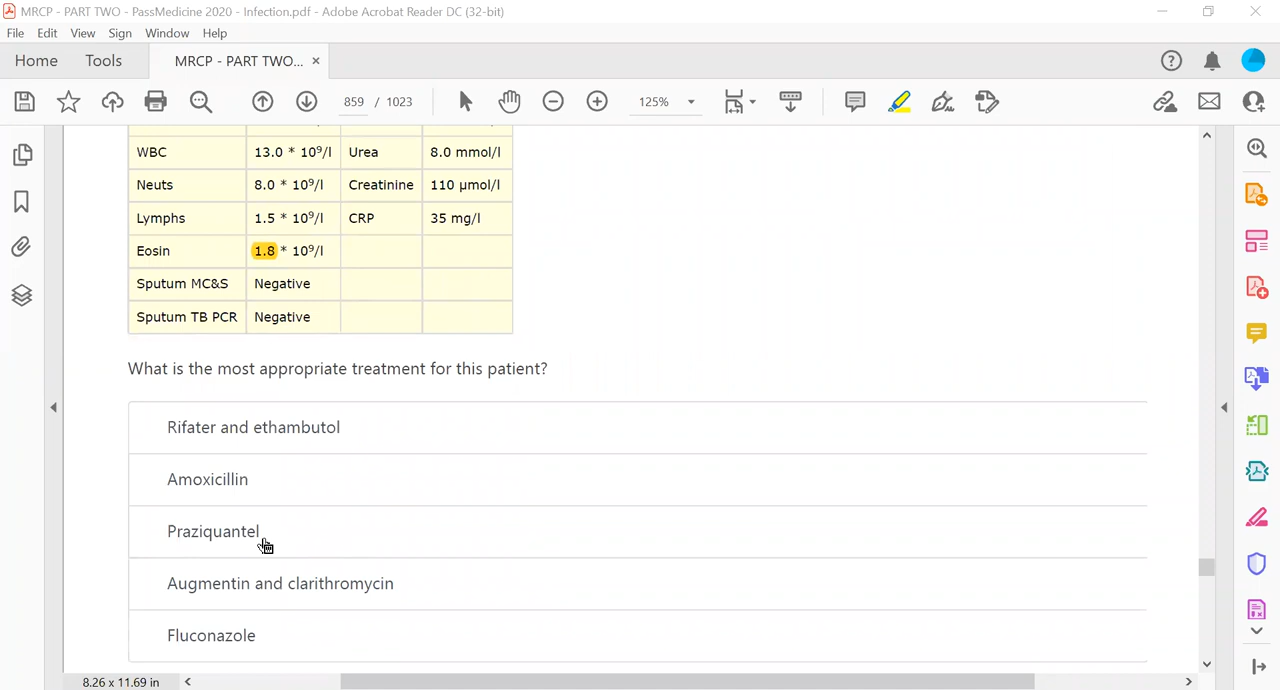 MRCP - PART TWO - PassMedicine 2020 - Infection.pdf - Adobe Acrobat Reader DC (32-bit)
File Edit View Sign Window Help
Home Tools MRCP - PART TWO... ×
859 / 1023 125%
WBC 13.0 * 10⁹/l Urea 8.0 mmol/l
Neuts 8.0 * 10⁹/l Creatinine 110 µmol/l
Lymphs 1.5 * 10⁹/l CRP 35 mg/l
Eosin 1.8 * 10⁹/l
Sputum MC&S Negative
Sputum TB PCR Negative
What is the most appropriate treatment for this patient?
Rifater and ethambutol
Amoxicillin
Praziquantel
Augmentin and clarithromycin
Fluconazole
8.26 x 11.69 in